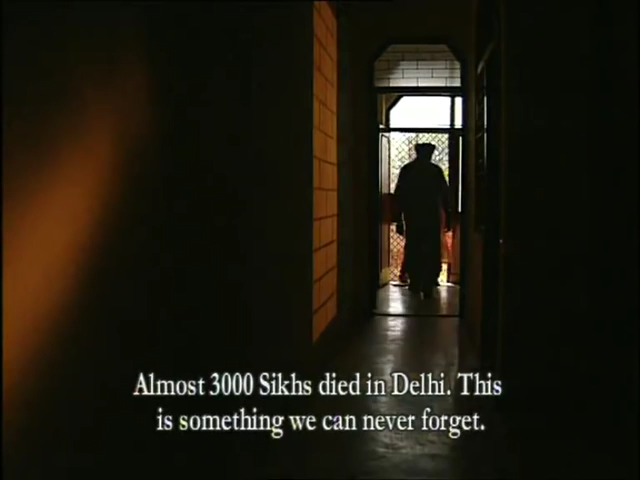 Almost 3000 Sikhs died in Delhi. This
is something we can never forget.